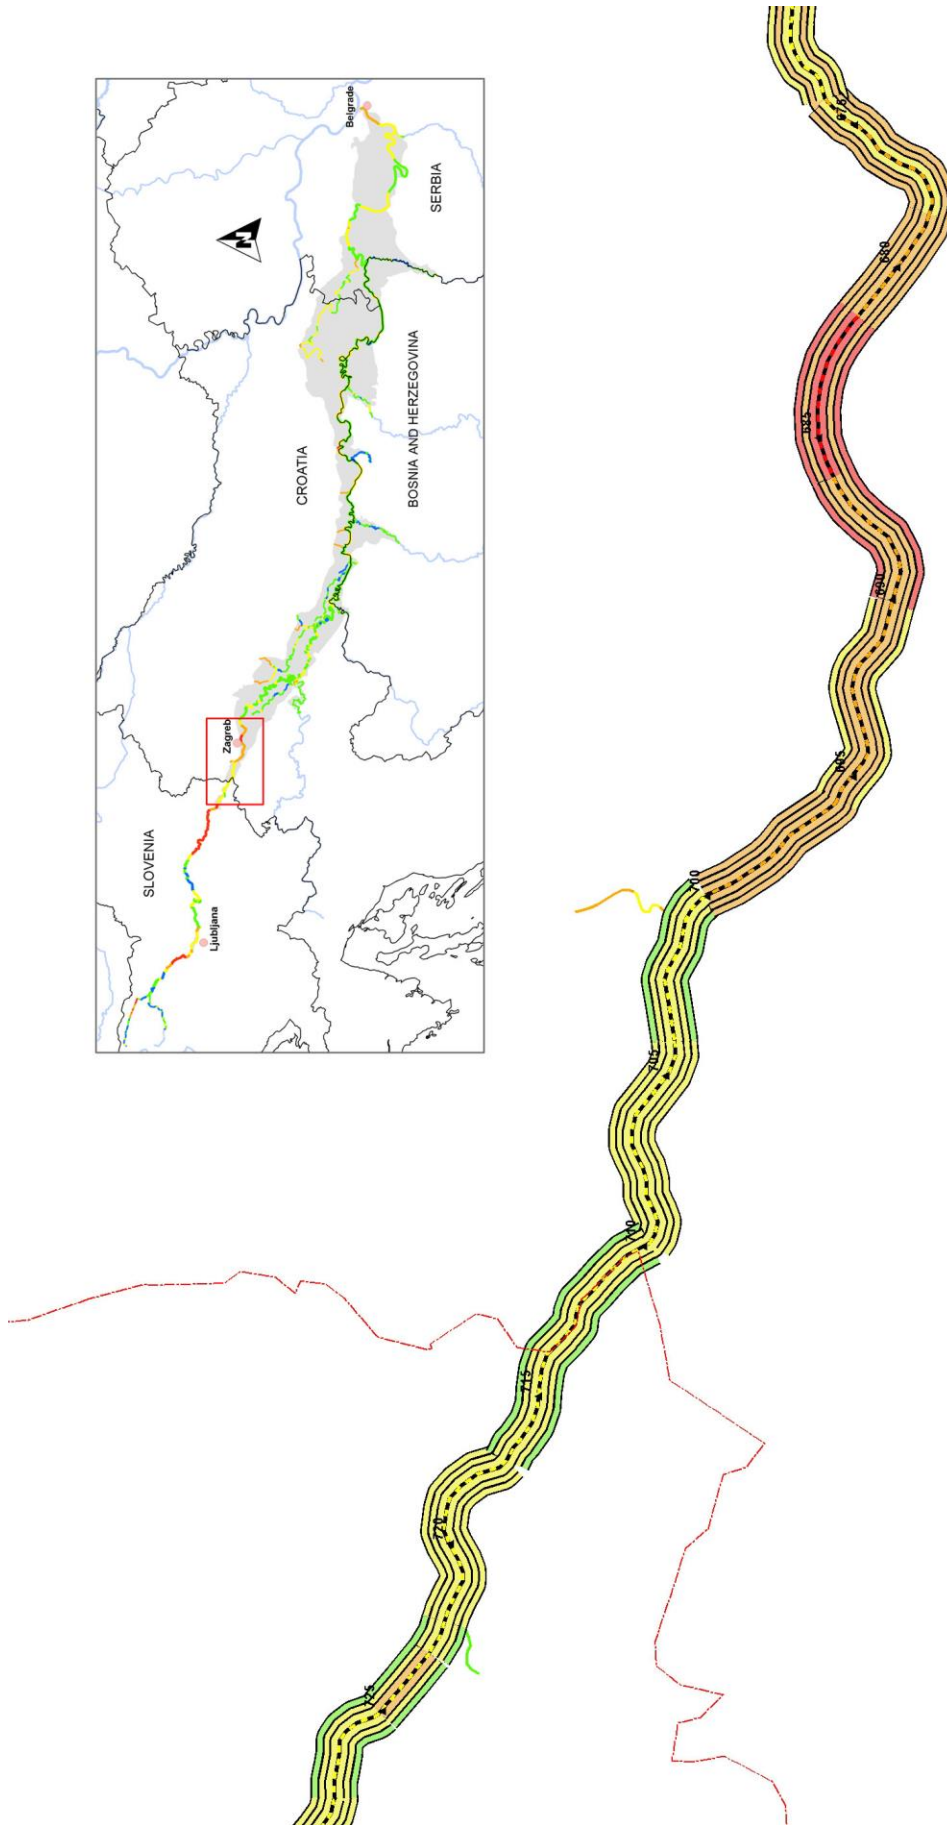 SLOVENIA
Ljubljana
Zagreb
CROATIA
BOSNIA AND HERZEGOVINA
SERBIA
Belgrade
N
725
720
715
710
705
700
695
690
685
680
675